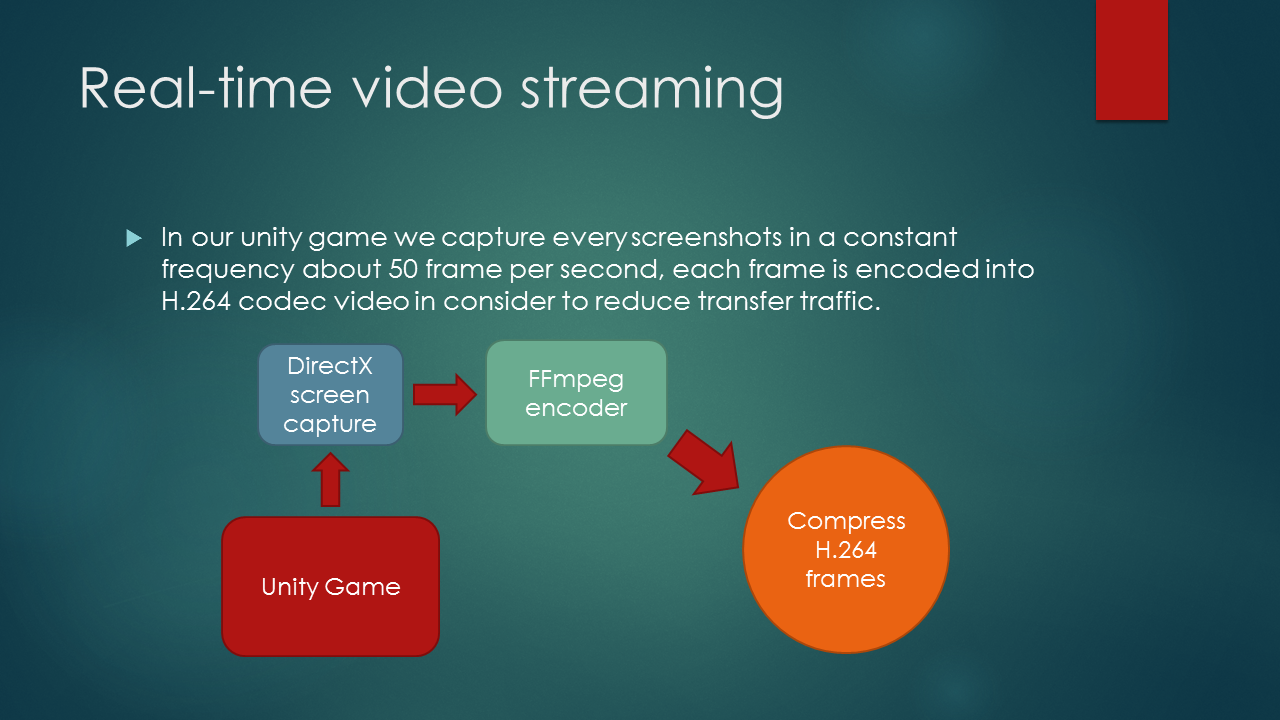 Real-time video streaming
In our unity game we capture every screenshots in a constant
frequency about 50 frame per second, each frame is encoded into
H.264 codec video in consider to reduce transfer traffic.
DirectX
screen
capture
FFmpeg
encoder
Unity Game
Compress
H.264
frames